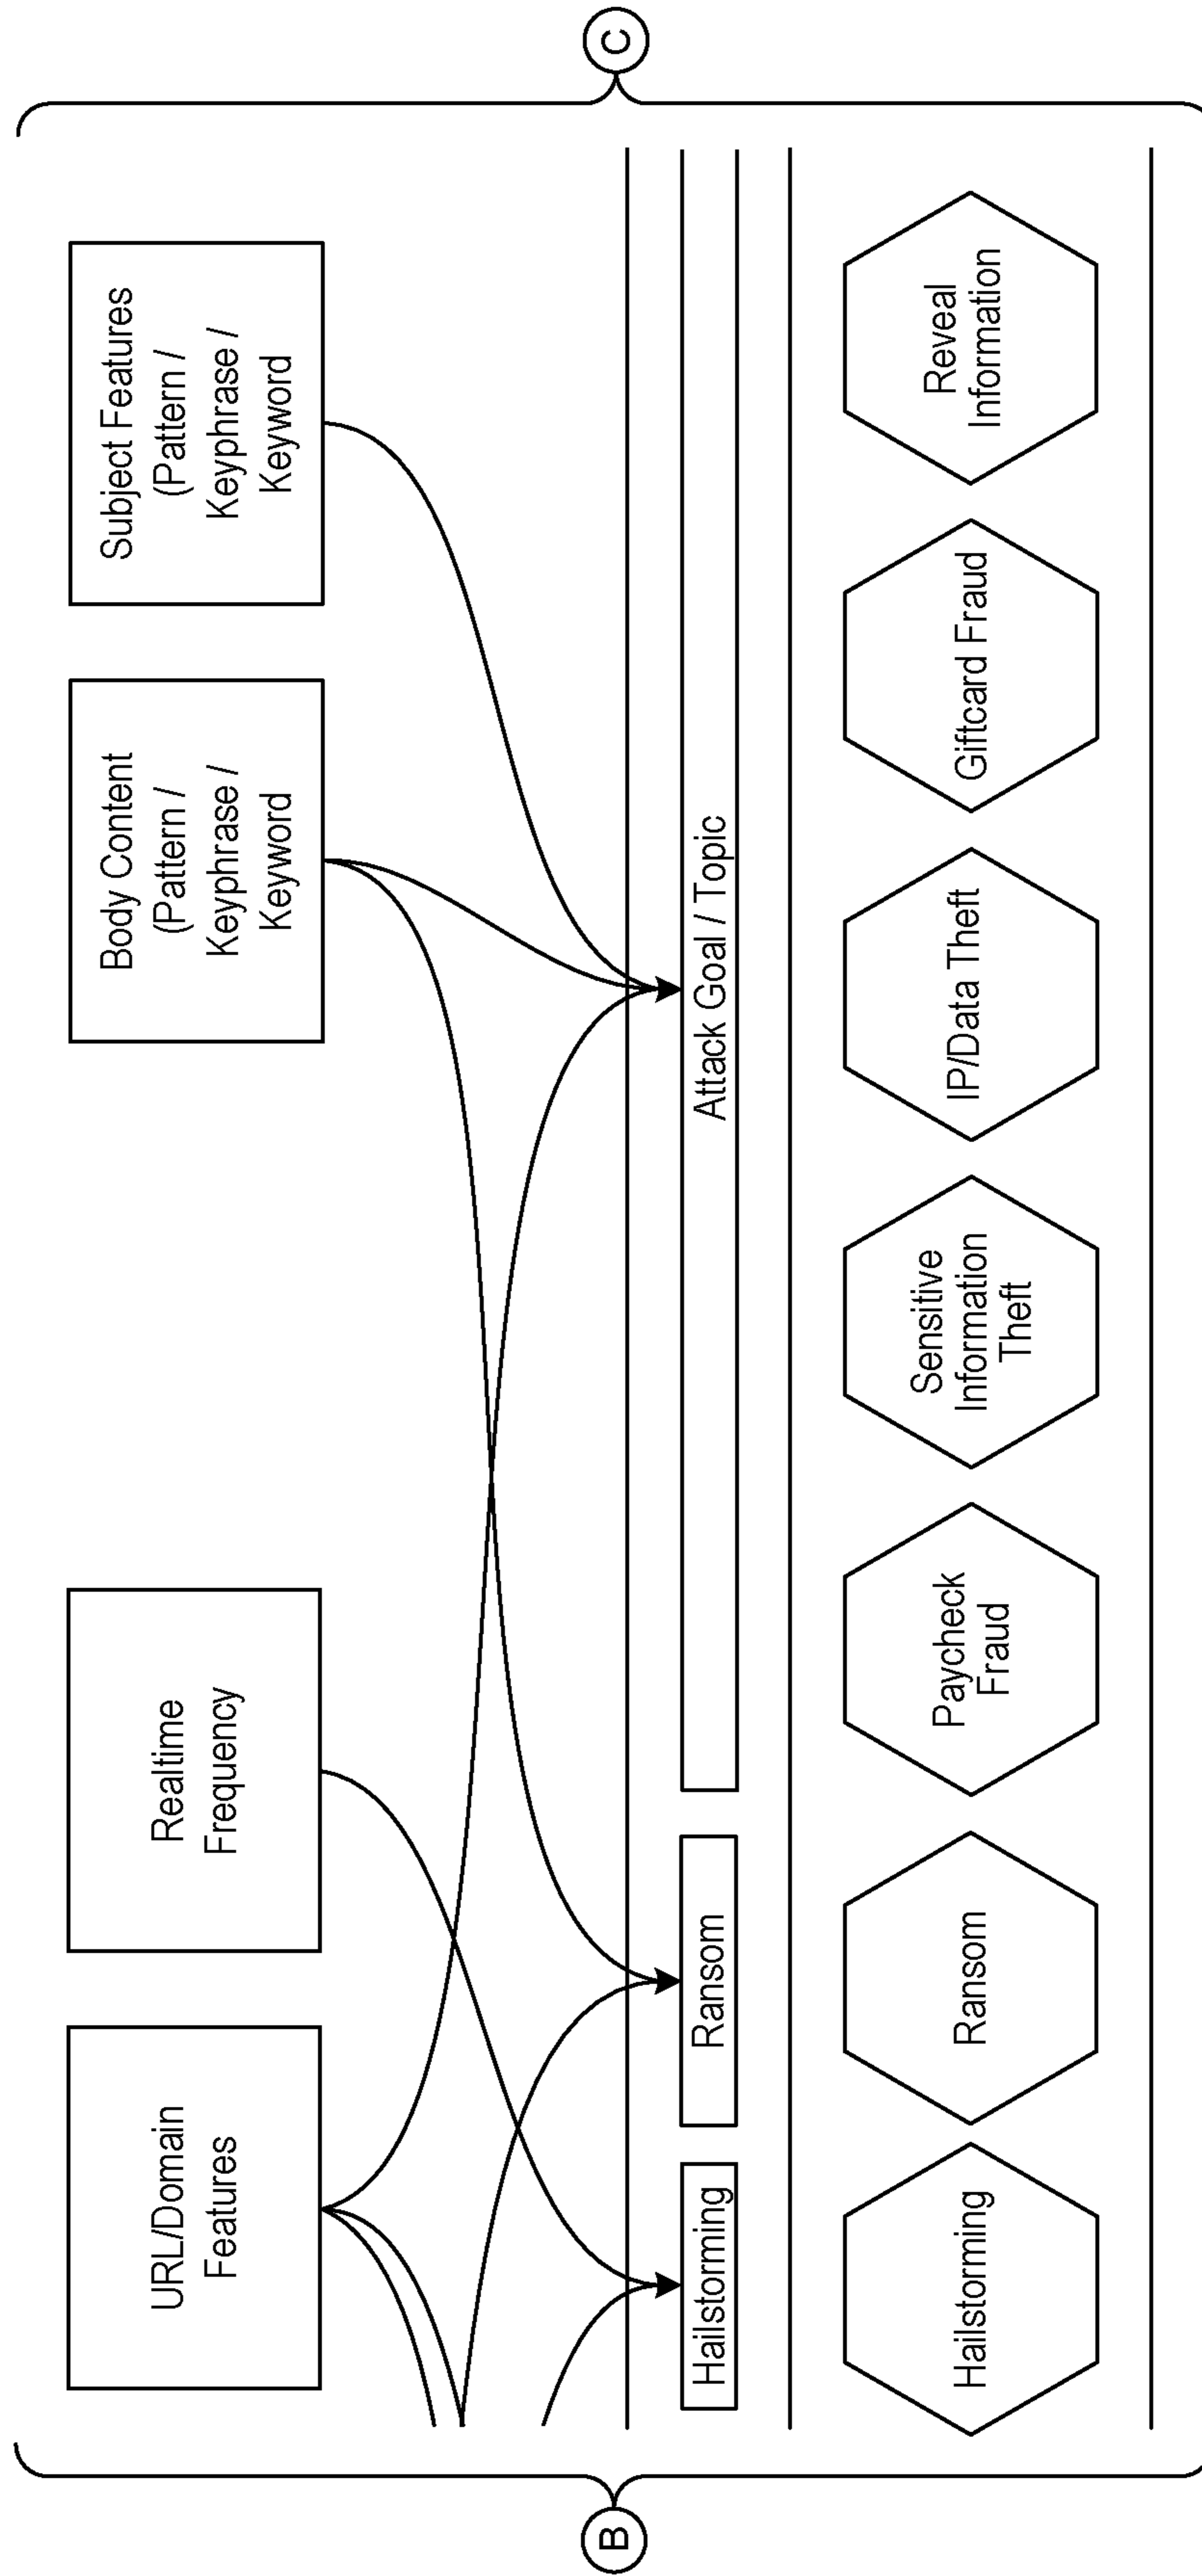 B
URL/Domain
Features
Realtime
Frequency
Body Content
(Pattern /
Keyphrase /
Keyword
Subject Features
(Pattern /
Keyphrase /
Keyword
Hailstorming
Ransom
Attack Goal / Topic
Hailstorming
Ransom
Paycheck
Fraud
Sensitive
Information
Theft
IP/Data Theft
Giftcard Fraud
Reveal
Information
C